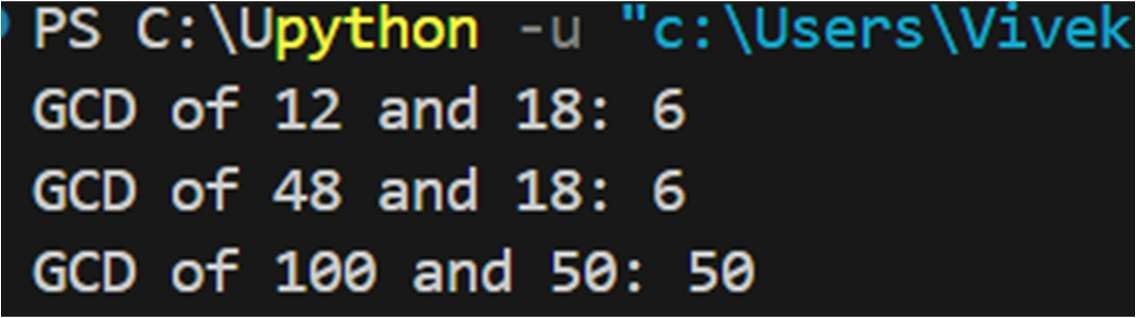 PS C:\Upython -u "c:\Users\Vivek
GCD of 12 and 18: 6
GCD of 48 and 18: 6
GCD of 100 and 50: 50